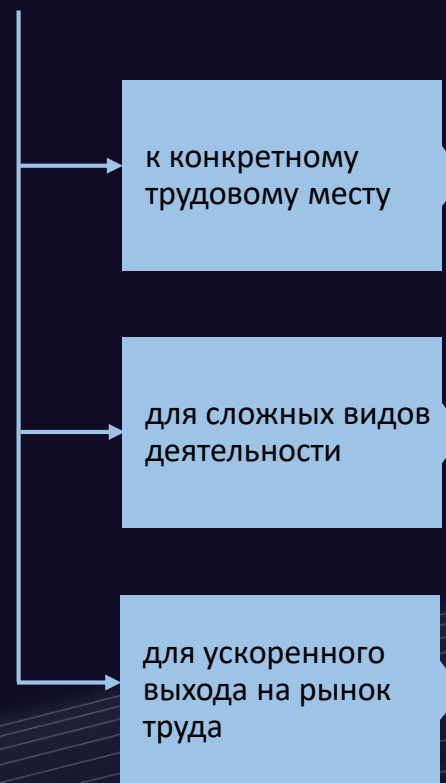 к конкретному
трудовому месту
для сложных видов
деятельности
для ускоренного
выхода на рынок
труда